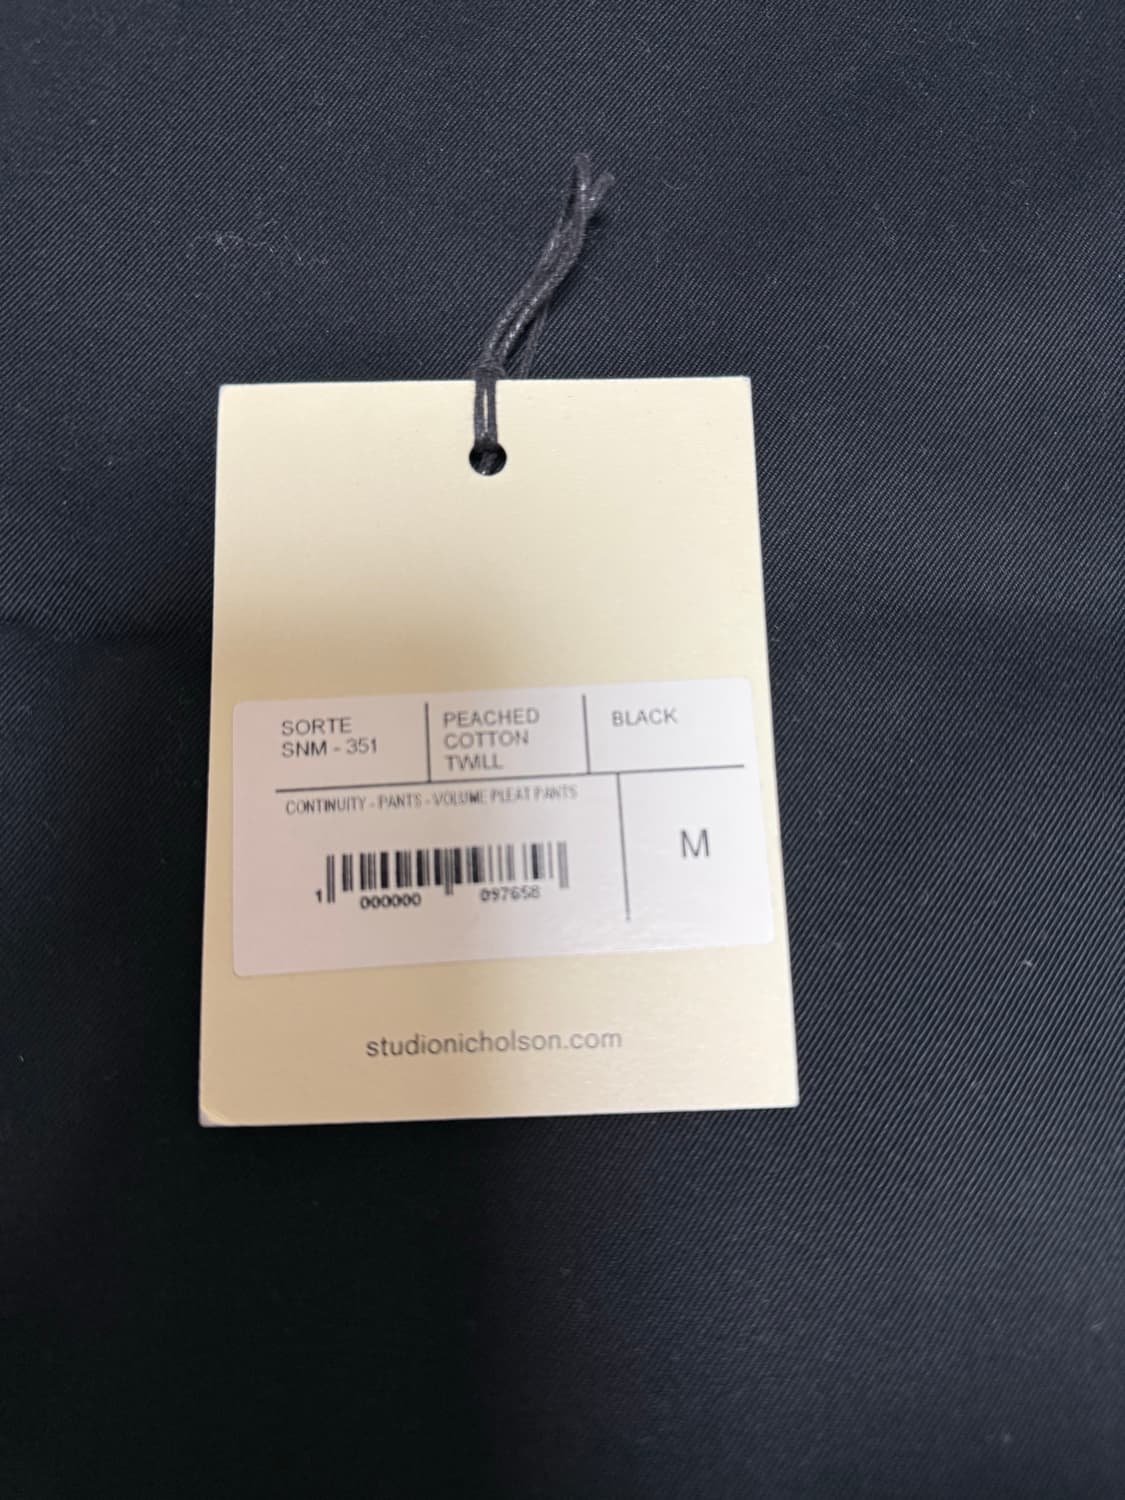 SORTE
SNM - 351
PEACHED
COTTON
TWILL
BLACK
CONTINUITY - PANTS - VOLUME PLEAT PANTS
M
1 000000 097658
studionicholson.com